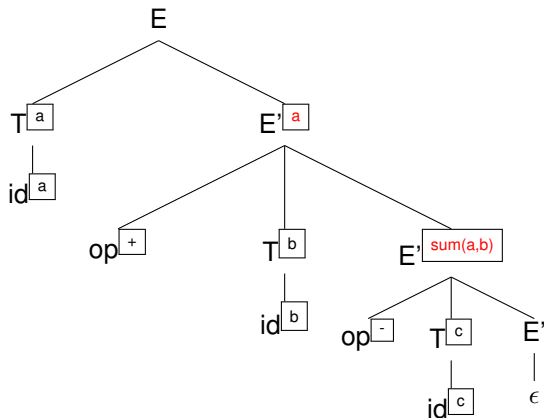 E
T a E' a
id a
op + T b E' sum(a,b)
id b op - T c E'
id c ϵ